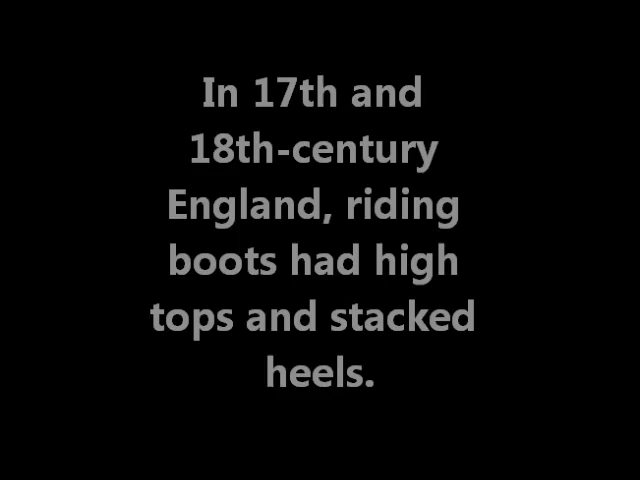 In 17th and
18th-century
England, riding
boots had high
tops and stacked
heels.